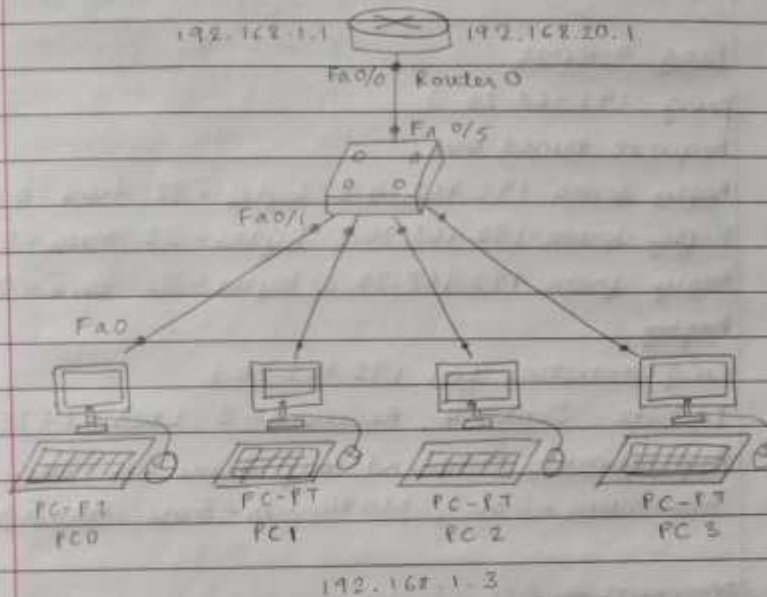 192.168.1.1 192.168.20.1
Fa0/0 Router 0
Fa 0/5
Fa0/1
Fa0
PC-PT PC-PT PC-PT PC-PT
PC0 PC1 PC 2 PC 3
192.168.1.3